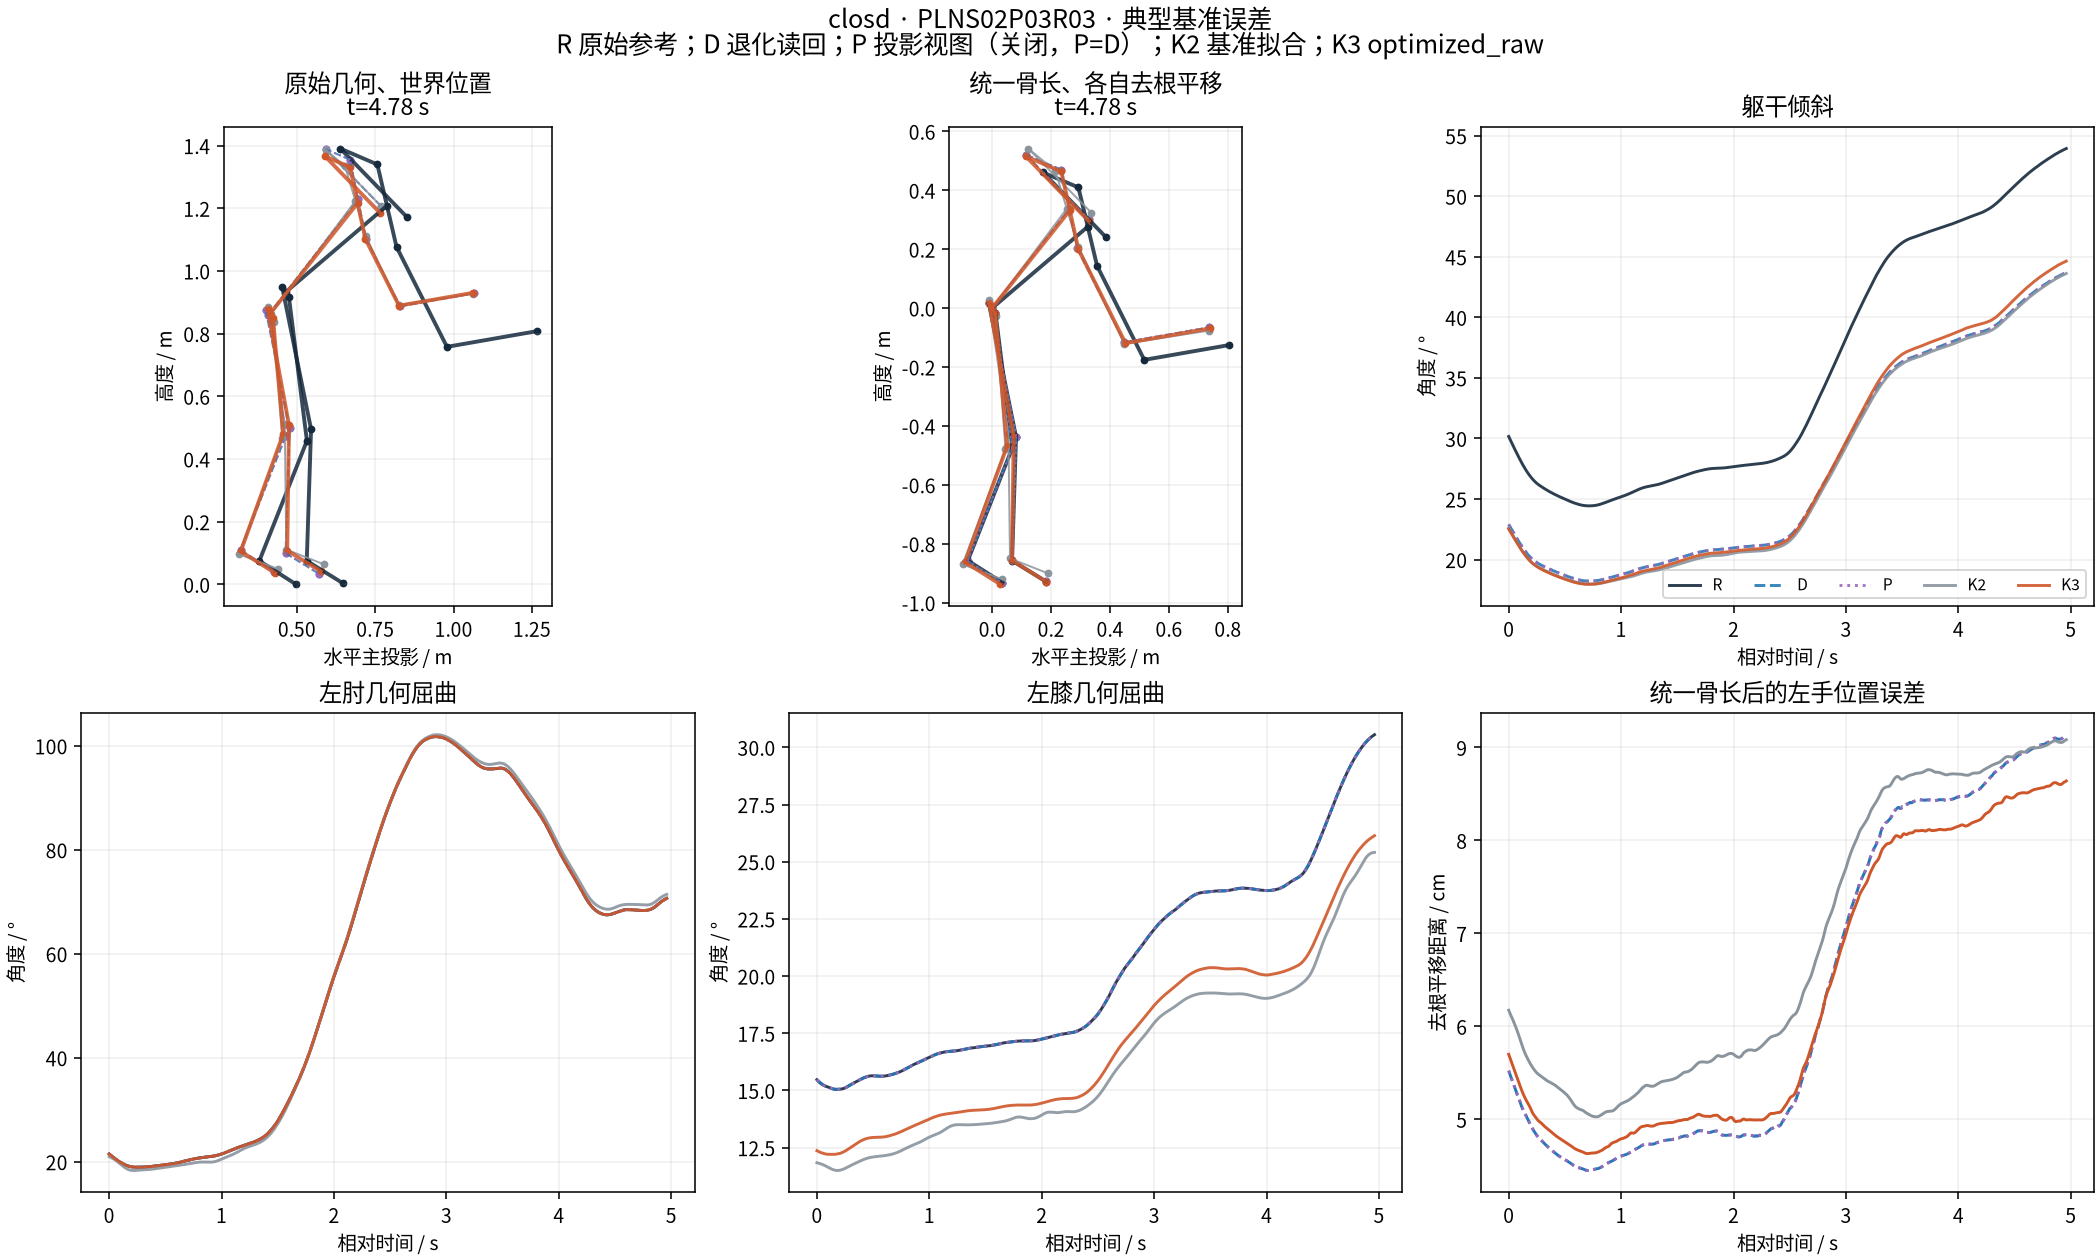 closd · PLNS02P03R03 · 典型基准误差
R 原始参考；D 退化读回；P 投影视图（关闭，P=D）；K2 基准拟合；K3 optimized_raw
原始几何、世界位置
t=4.78 s
高度 / m
1.4
1.2
1.0
0.8
0.6
0.4
0.2
0.0
0.50 0.75 1.00 1.25
水平主投影 / m
统一骨长、各自去根平移
t=4.78 s
高度 / m
0.6
0.4
0.2
0.0
-0.2
-0.4
-0.6
-0.8
-1.0
0.0 0.2 0.4 0.6 0.8
水平主投影 / m
躯干倾斜
角度 / °
55
50
45
40
35
30
25
20
R D P K2 K3
0 1 2 3 4 5
相对时间 / s
左肘几何屈曲
角度 / °
100
80
60
40
20
0 1 2 3 4 5
相对时间 / s
左膝几何屈曲
角度 / °
30.0
27.5
25.0
22.5
20.0
17.5
15.0
12.5
0 1 2 3 4 5
相对时间 / s
统一骨长后的左手位置误差
去根平移距离 / cm
9
8
7
6
5
0 1 2 3 4 5
相对时间 / s